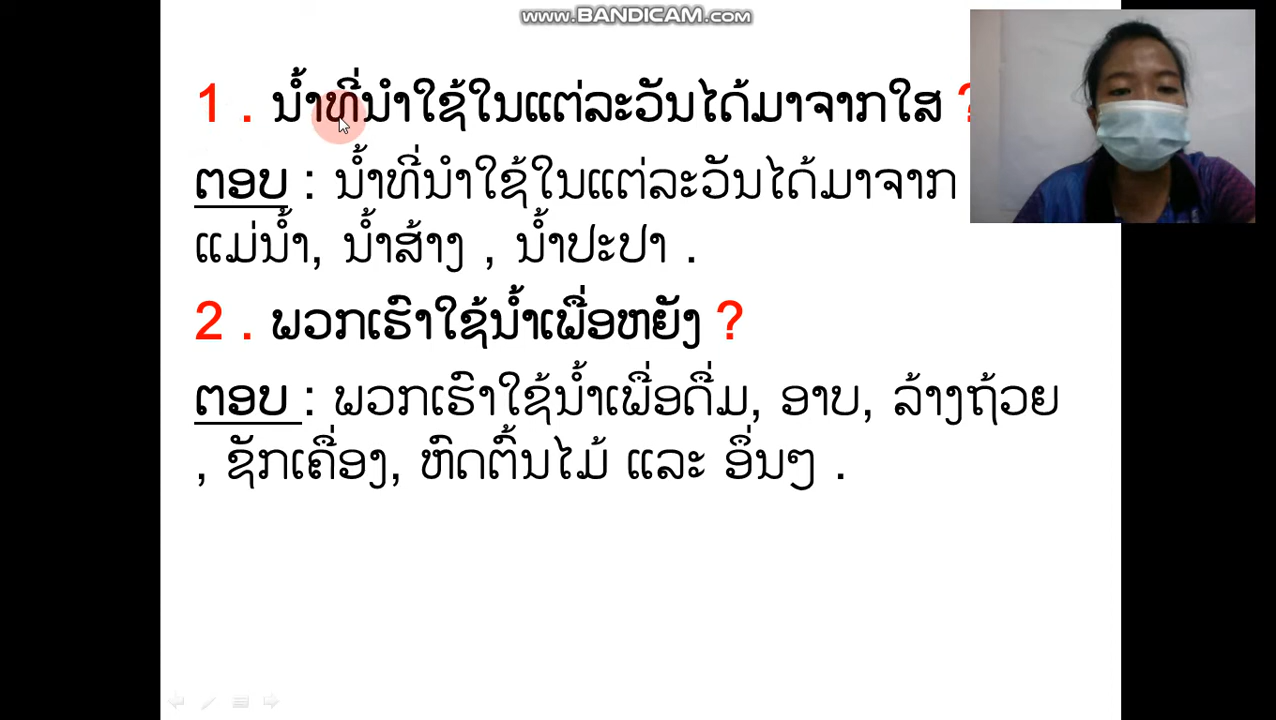 www.BANDICAM.com
1 . ນ້ຳທີ່ນຳໃຊ້ໃນແຕ່ລະວັນໄດ້ມາຈາກໃສ ?
ຕອບ : ນ້ຳທີ່ນຳໃຊ້ໃນແຕ່ລະວັນໄດ້ມາຈາກ
ແມ່ນ້ຳ, ນ້ຳສ້າງ , ນ້ຳປະປາ .
2 . ພວກເຮົາໃຊ້ນ້ຳເພື່ອຫຍັງ ?
ຕອບ : ພວກເຮົາໃຊ້ນ້ຳເພື່ອດື່ມ, ອາບ, ລ້າງຖ້ວຍ
, ຊັກເຄື່ອງ, ຫົດຕົ້ນໄມ້ ແລະ ອື່ນໆ .